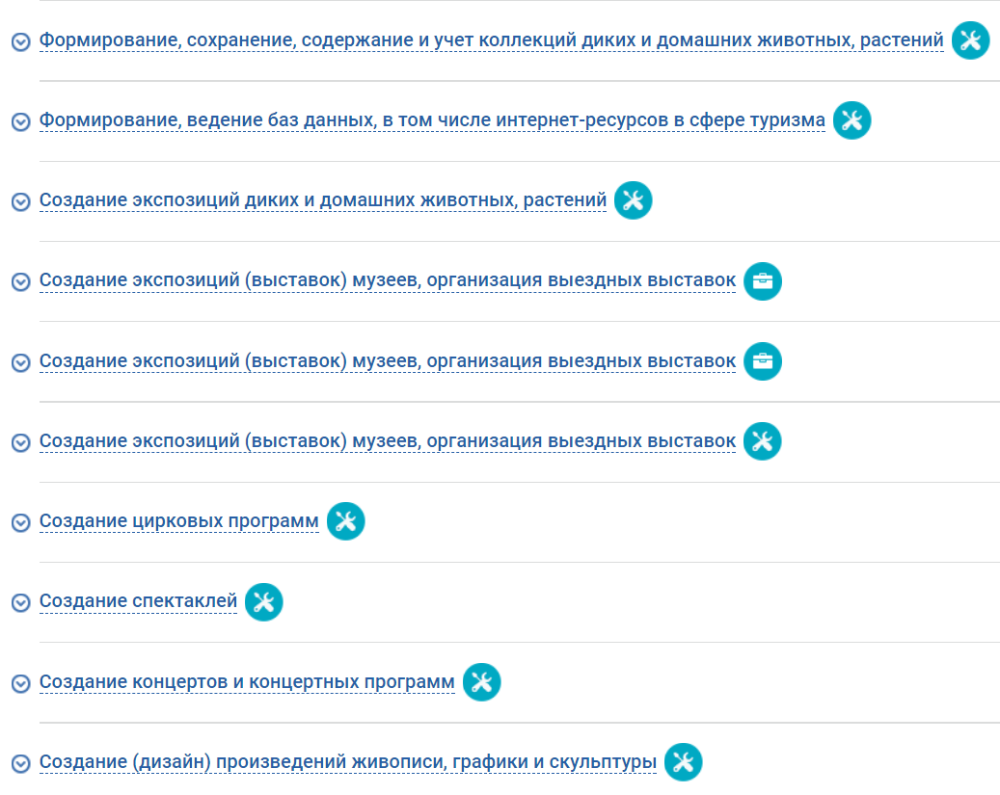 Формирование, сохранение, содержание и учет коллекций диких и домашних животных, растений
Формирование, ведение баз данных, в том числе интернет-ресурсов в сфере туризма
Создание экспозиций диких и домашних животных, растений
Создание экспозиций (выставок) музеев, организация выездных выставок
Создание экспозиций (выставок) музеев, организация выездных выставок
Создание экспозиций (выставок) музеев, организация выездных выставок
Создание цирковых программ
Создание спектаклей
Создание концертов и концертных программ
Создание (дизайн) произведений живописи, графики и скульптуры